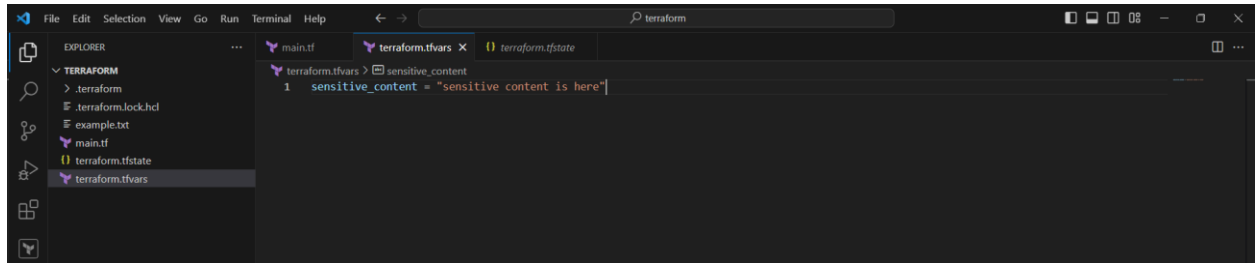 File Edit Selection View Go Run Terminal Help
terraform
EXPLORER
main.tf
terraform.tfvars
terraform.tfstate
TERRAFORM
terraform.tfvars > sensitive_content
.terraform
1 sensitive_content = "sensitive content is here"
.terraform.lock.hcl
example.txt
main.tf
terraform.tfstate
terraform.tfvars